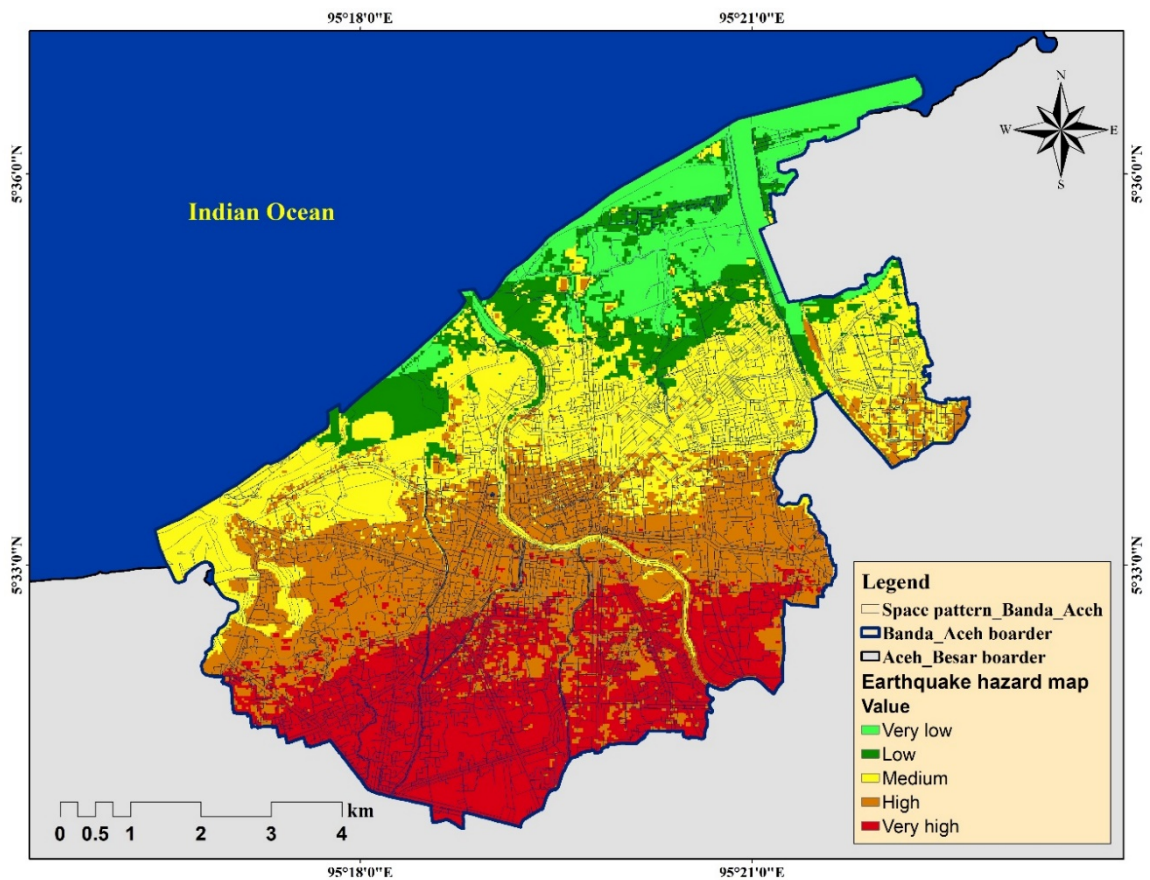 95°18'0"E
95°21'0"E
N
W
E
S
5°36'0"N
5°36'0"N
Indian Ocean
5°33'0"N
5°33'0"N
Legend
Space pattern_Banda_Aceh
Banda_Aceh boarder
Aceh_Besar boarder
Earthquake hazard map
Value
Very low
Low
Medium
High
Very high
km
0 0.5 1 2 3 4
95°18'0"E
95°21'0"E